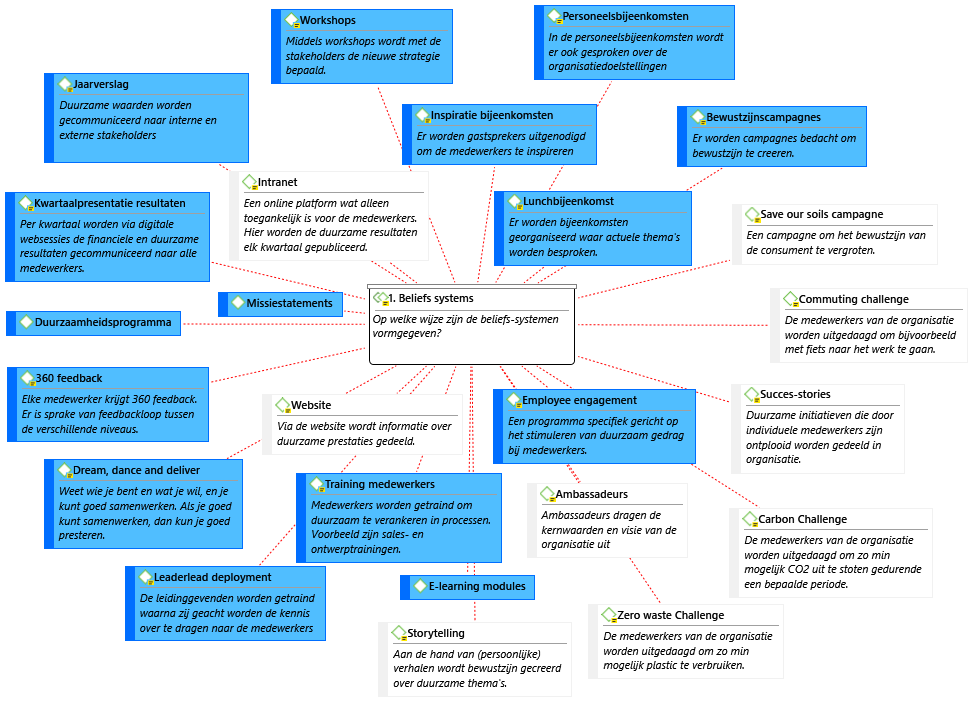 Workshops
Middels workshops wordt met de
stakeholders de nieuwe strategie
bepaald.
Personeelsbijeenkomsten
In de personeelsbijeenkomsten wordt
er ook gesproken over de
organisatiedoelstellingen
Jaarverslag
Duurzame waarden worden
gecommuniceerd naar interne en
externe stakeholders
Inspiratie bijeenkomsten
Er worden gastsprekers uitgenodigd
om de medewerkers te inspireren
Bewustzijnscampagnes
Er worden campagnes bedacht om
bewustzijn te creeren.
Intranet
Een online platform wat alleen
toegankelijk is voor de medewerkers.
Hier worden de duurzame resultaten
elk kwartaal gepubliceerd.
Kwartaalpresentatie resultaten
Per kwartaal worden via digitale
websessies de financiele en duurzame
resultaten gecommuniceerd naar alle
medewerkers.
Lunchbijeenkomst
Er worden bijeenkomsten
georganiseerd waar actuele thema's
worden besproken.
Save our soils campagne
Een campagne om het bewustzijn van
de consument te vergroten.
Missiestatements
1. Beliefs systems
Op welke wijze zijn de beliefs-systemen
vormgegeven?
Commuting challenge
De medewerkers van de organisatie
worden uitgedaagd om bijvoorbeeld
met fiets naar het werk te gaan.
Duurzaamheidsprogramma
360 feedback
Elke medewerker krijgt 360 feedback.
Er is sprake van feedbackloop tussen
de verschillende niveaus.
Website
Via de website wordt informatie over
duurzame prestaties gedeeld.
Employee engagement
Een programma specifiek gericht op
het stimuleren van duurzaam gedrag
bij medewerkers.
Succes-stories
Duurzame initiatieven die door
individuele medewerkers zijn
ontplooid worden gedeeld in
organisatie.
Dream, dance and deliver
Weet wie je bent en wat je wil, en je
kunt goed samenwerken. Als je goed
kunt samenwerken, dan kun je goed
presteren.
Training medewerkers
Medewerkers worden getraind om
duurzaam te verankeren in processen.
Voorbeeld zijn sales- en
ontwerptrainingen.
Ambassadeurs
Ambassadeurs dragen de
kernwaarden en visie van de
organisatie uit
Carbon Challenge
De medewerkers van de organisatie
worden uitgedaagd om zo min
mogelijk CO2 uit te stoten gedurende
een bepaalde periode.
Leaderlead deployment
De leidinggevenden worden getraind
waarna zij geacht worden de kennis
over te dragen naar de medewerkers
E-learning modules
Storytelling
Aan de hand van (persoonlijke)
verhalen wordt bewustzijn gecreerd
over duurzame thema's.
Zero waste Challenge
De medewerkers van de organisatie
worden uitgedaagd om zo min
mogelijk plastic te verbruiken.